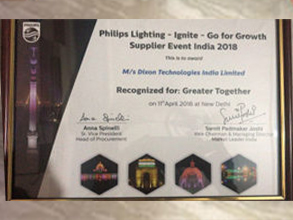 PHILIPS
Philips Lighting - Ignite - Go for Growth
Supplier Event India 2018
This is to award
M/s Dixon Technologies India Limited
Recognized for: Greater Together
on 11th April 2018 at New Delhi
Anna Spinelli
Sr. Vice President
Head of Procurement
Sumit Padmakar Joshi
Vice Chairman & Managing Director
Market Leader India